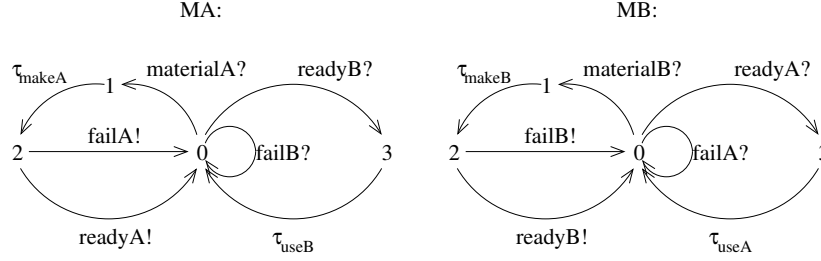 MA: MB:
τmakeA 1 materialA? readyB? τmakeB 1 materialB? readyA?
2 failA! 0 failB? 3 2 failB! 0 failA? 3
readyA! τuseB readyB! τuseA